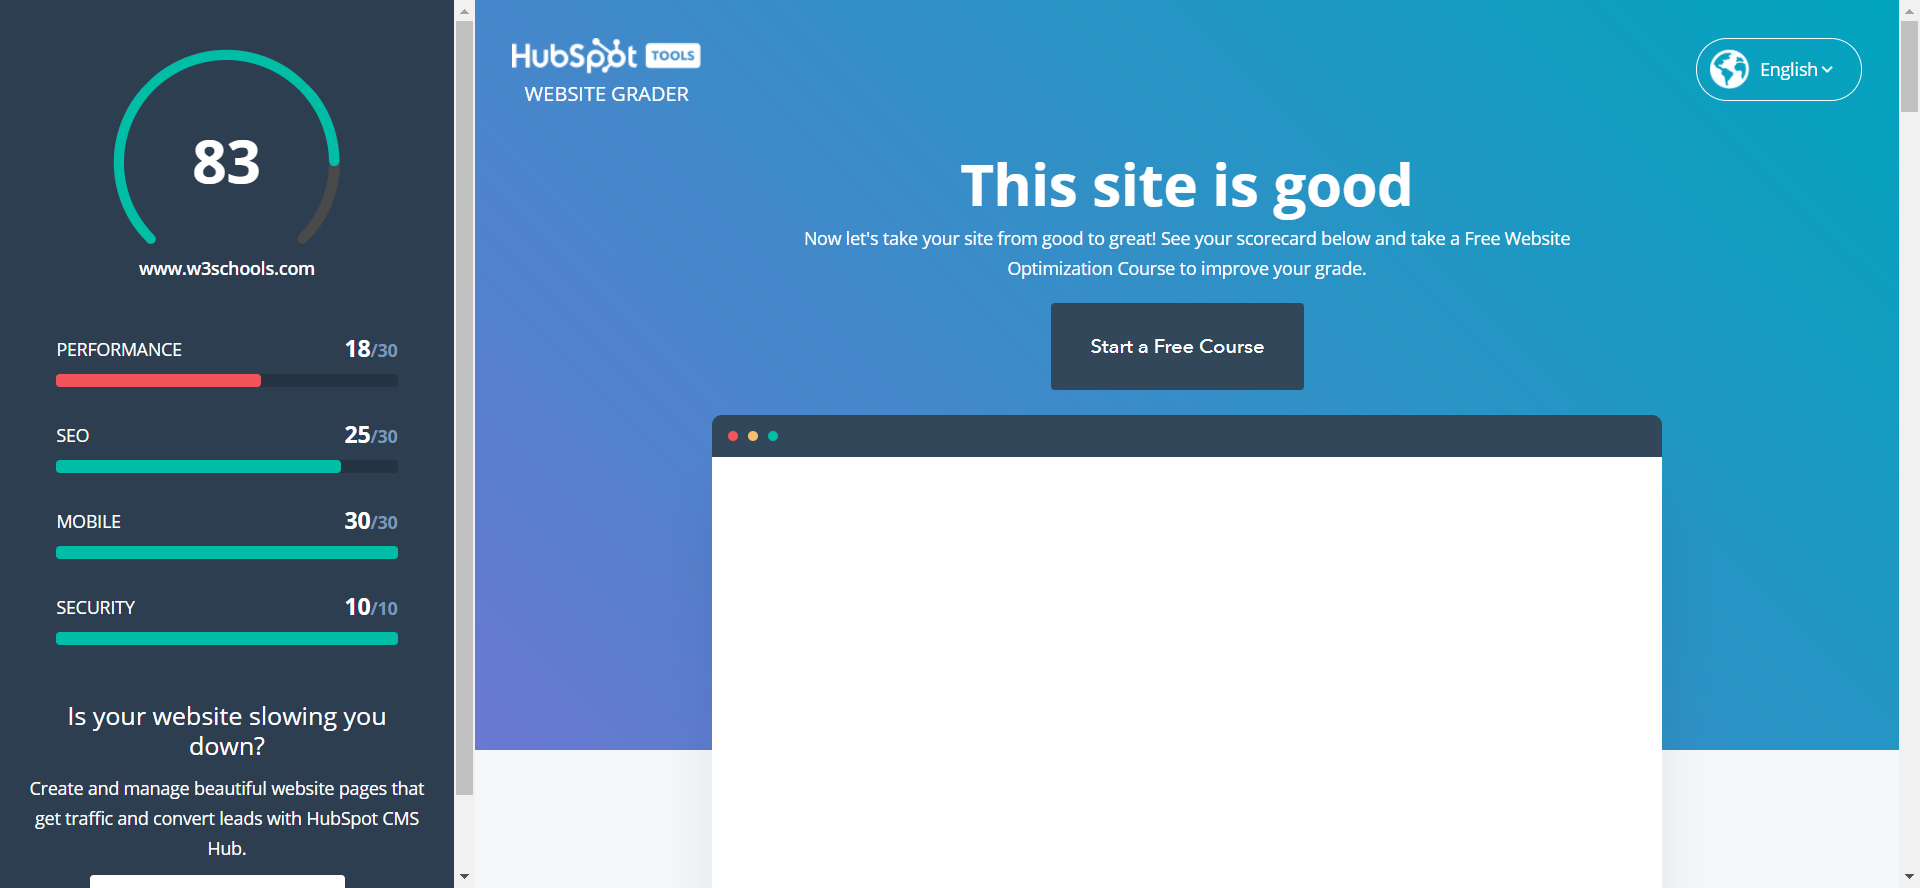 83
www.w3schools.com
PERFORMANCE 18/30
SEO 25/30
MOBILE 30/30
SECURITY 10/10
Is your website slowing you
down?
Create and manage beautiful website pages that
get traffic and convert leads with HubSpot CMS
Hub.
HubSpot TOOLS
WEBSITE GRADER
English
This site is good
Now let's take your site from good to great! See your scorecard below and take a Free Website
Optimization Course to improve your grade.
Start a Free Course